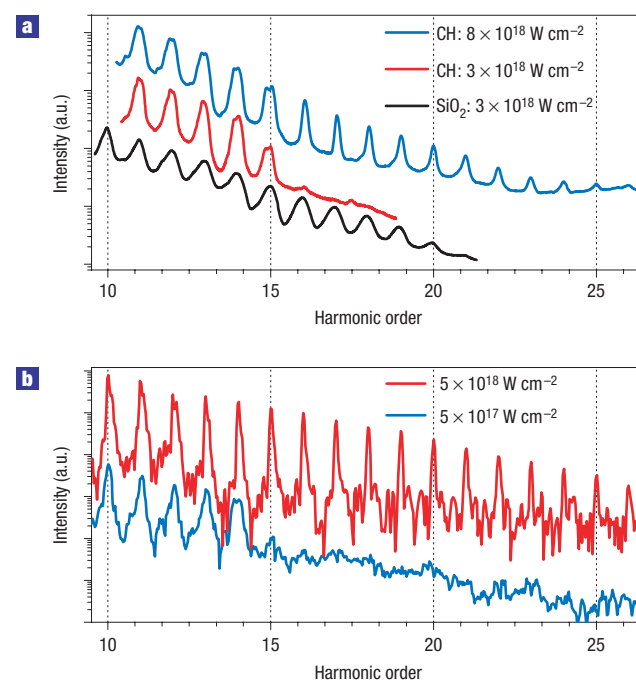 a
CH: 8 × 10¹⁸ W cm⁻²
CH: 3 × 10¹⁸ W cm⁻²
SiO₂: 3 × 10¹⁸ W cm⁻²
Intensity (a.u.)
10 15 20 25
Harmonic order
b
5 × 10¹⁸ W cm⁻²
5 × 10¹⁷ W cm⁻²
Intensity (a.u.)
10 15 20 25
Harmonic order